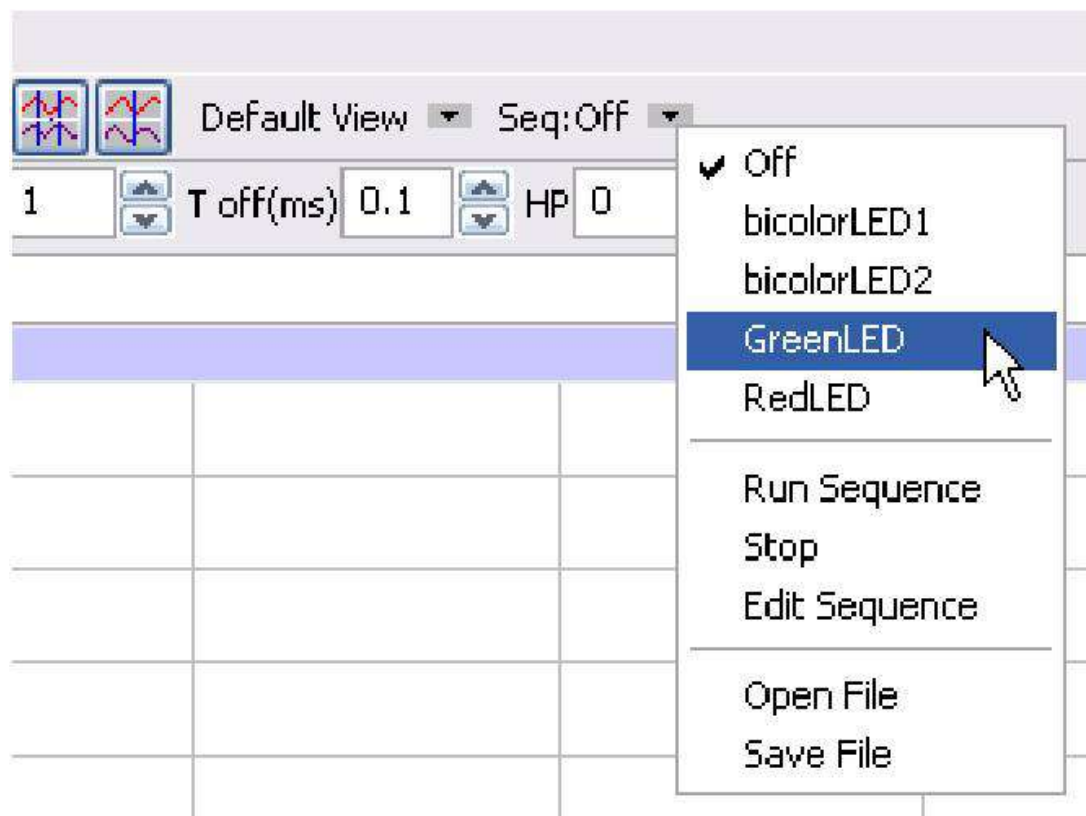 Default View Seq:Off
1 T off(ms) 0.1 HP 0
Off
bicolorLED1
bicolorLED2
GreenLED
RedLED
Run Sequence
Stop
Edit Sequence
Open File
Save File